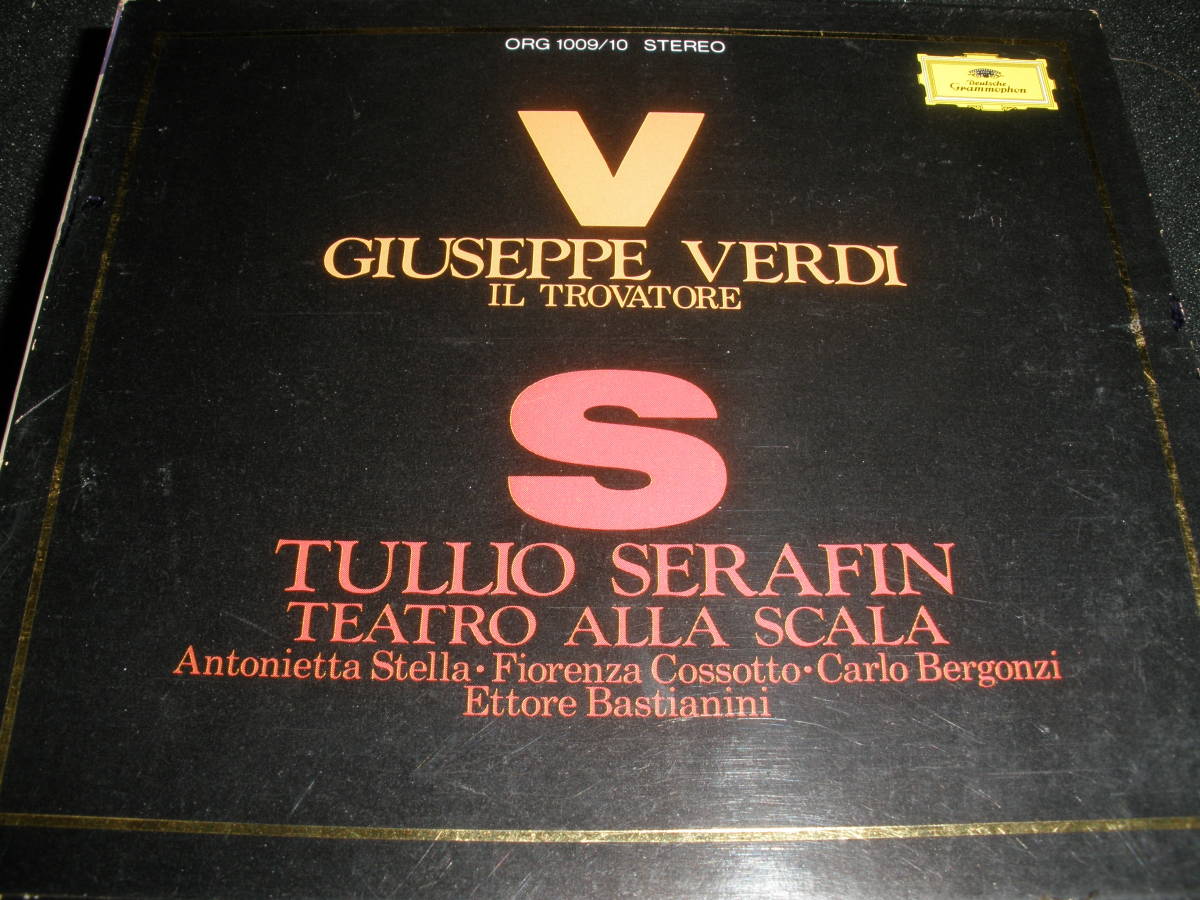 ORG 1009/10 STEREO
Deutsche
Grammophon
V
GIUSEPPE VERDI
IL TROVATORE
S
TULLIO SERAFIN
TEATRO ALLA SCALA
Antonietta Stella·Fiorenza Cossotto·Carlo Bergonzi
Ettore Bastianini